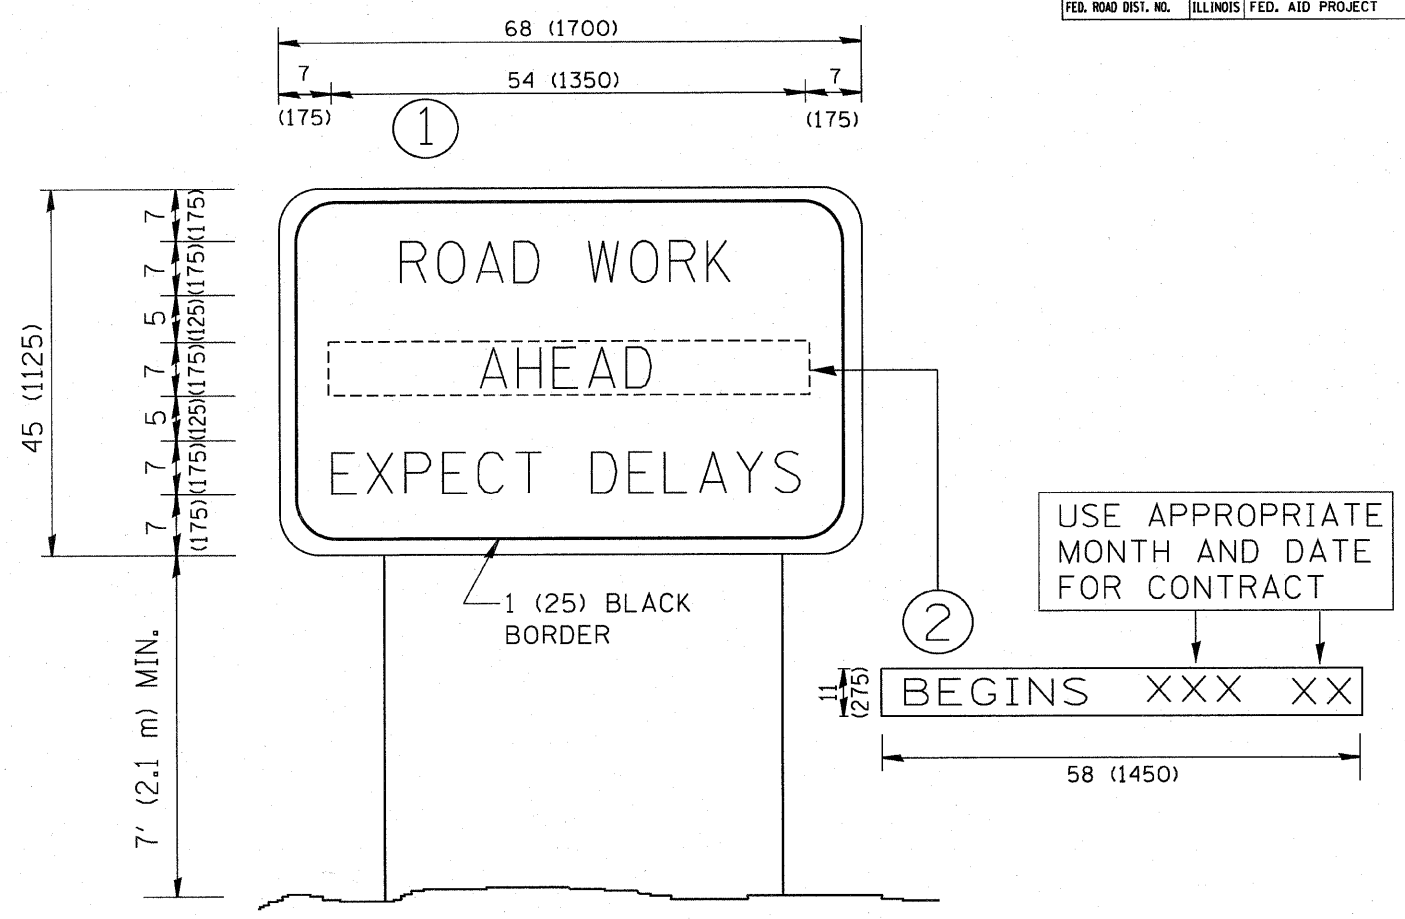 FED. ROAD DIST. NO. ILLINOIS FED. AID PROJECT
68 (1700)
7 54 (1350) 7
(175) (175)
1
ROAD WORK
AHEAD
EXPECT DELAYS
45 (1125)
7 (175)
7 (175)
5 (125)
7 (175)
5 (125)
7 (175)
7 (175)
7' (2.1 m) MIN.
1 (25) BLACK
BORDER
2
USE APPROPRIATE
MONTH AND DATE
FOR CONTRACT
11
(275)
BEGINS XXX XX
58 (1450)